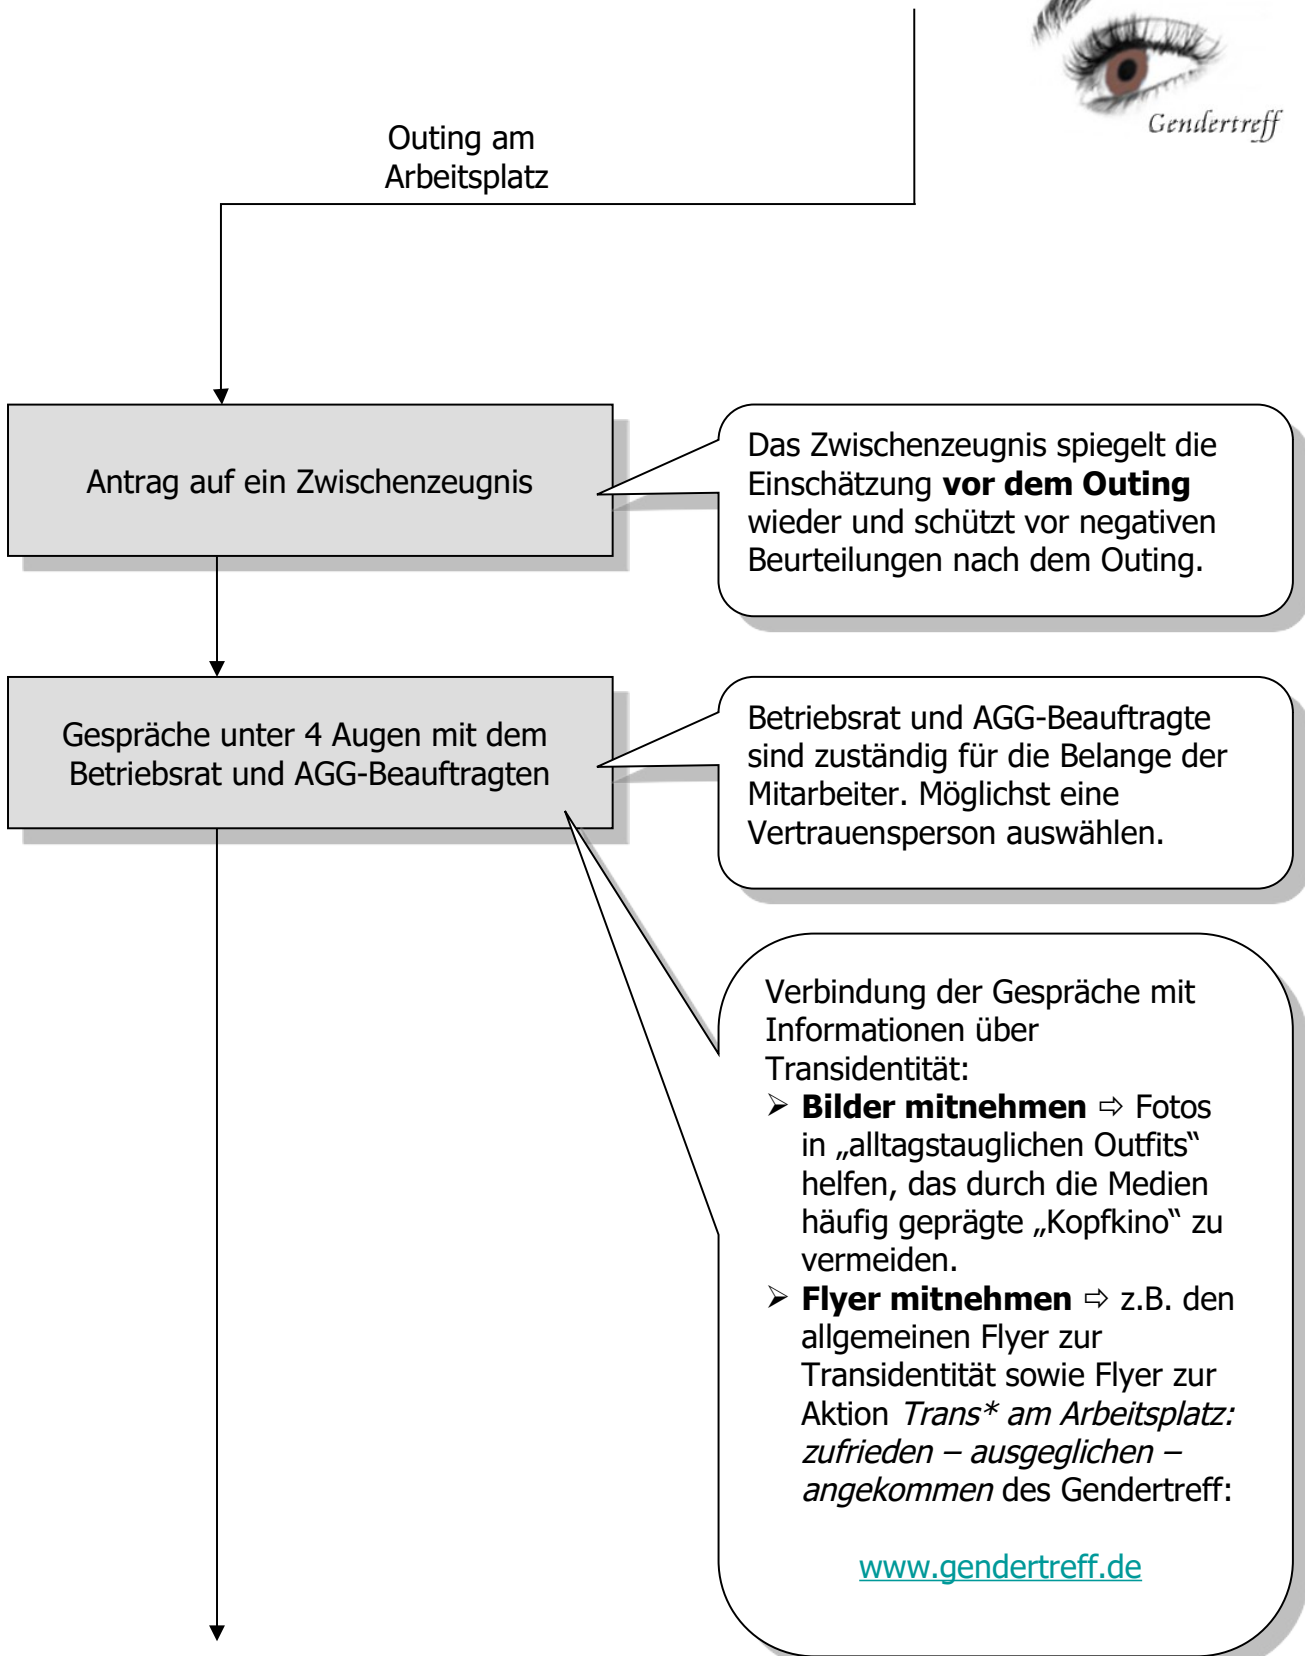 Gendertreff
Outing am
Arbeitsplatz
Antrag auf ein Zwischenzeugnis
Das Zwischenzeugnis spiegelt die
Einschätzung vor dem Outing
wieder und schützt vor negativen
Beurteilungen nach dem Outing.
Gespräche unter 4 Augen mit dem
Betriebsrat und AGG-Beauftragten
Betriebsrat und AGG-Beauftragte
sind zuständig für die Belange der
Mitarbeiter. Möglichst eine
Vertrauensperson auswählen.
Verbindung der Gespräche mit
Informationen über
Transidentität:
➢ Bilder mitnehmen ⇨ Fotos
in „alltagstauglichen Outfits“
helfen, das durch die Medien
häufig geprägte „Kopfkino“ zu
vermeiden.
➢ Flyer mitnehmen ⇨ z.B. den
allgemeinen Flyer zur
Transidentität sowie Flyer zur
Aktion Trans* am Arbeitsplatz:
zufrieden – ausgeglichen –
angekommen des Gendertreff:
www.gendertreff.de